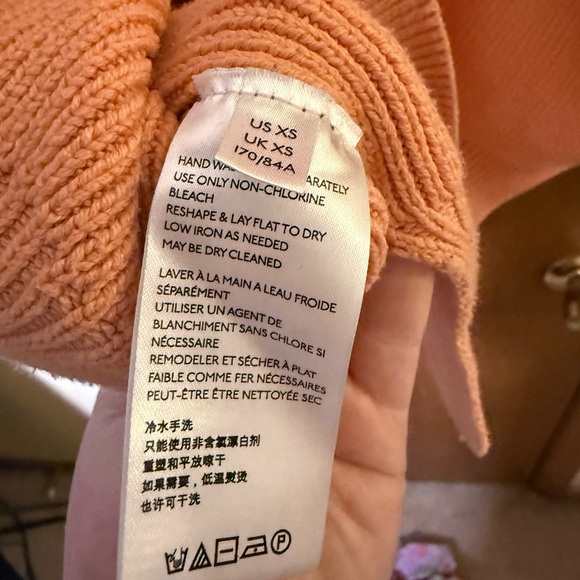 US XS
UK XS
170/84A
HAND ARATELY
USE ONLY NON-CHLORINE
BLEACH
RESHAPE & LAY FLAT TO DRY
LOW IRON AS NEEDED
MAY BE DRY CLEANED
LAVER À LA MAIN A LEAU FROIDE
SÉPARÉMENT
UTILISER UN AGENT DE
BLANCHIMENT SANS CHLORE SI
NÉCESSAIRE
REMODELER ET SÉCHER À PLAT
FAIBLE COMME FER NÉCESSAIRES
PEUT-ÊTRE ÊTRE NETTOYÉE SEC
冷水手洗
只能使用非含氯漂白剂
重塑和平放晾干
如果需要，低温熨烫
也许可干洗
P